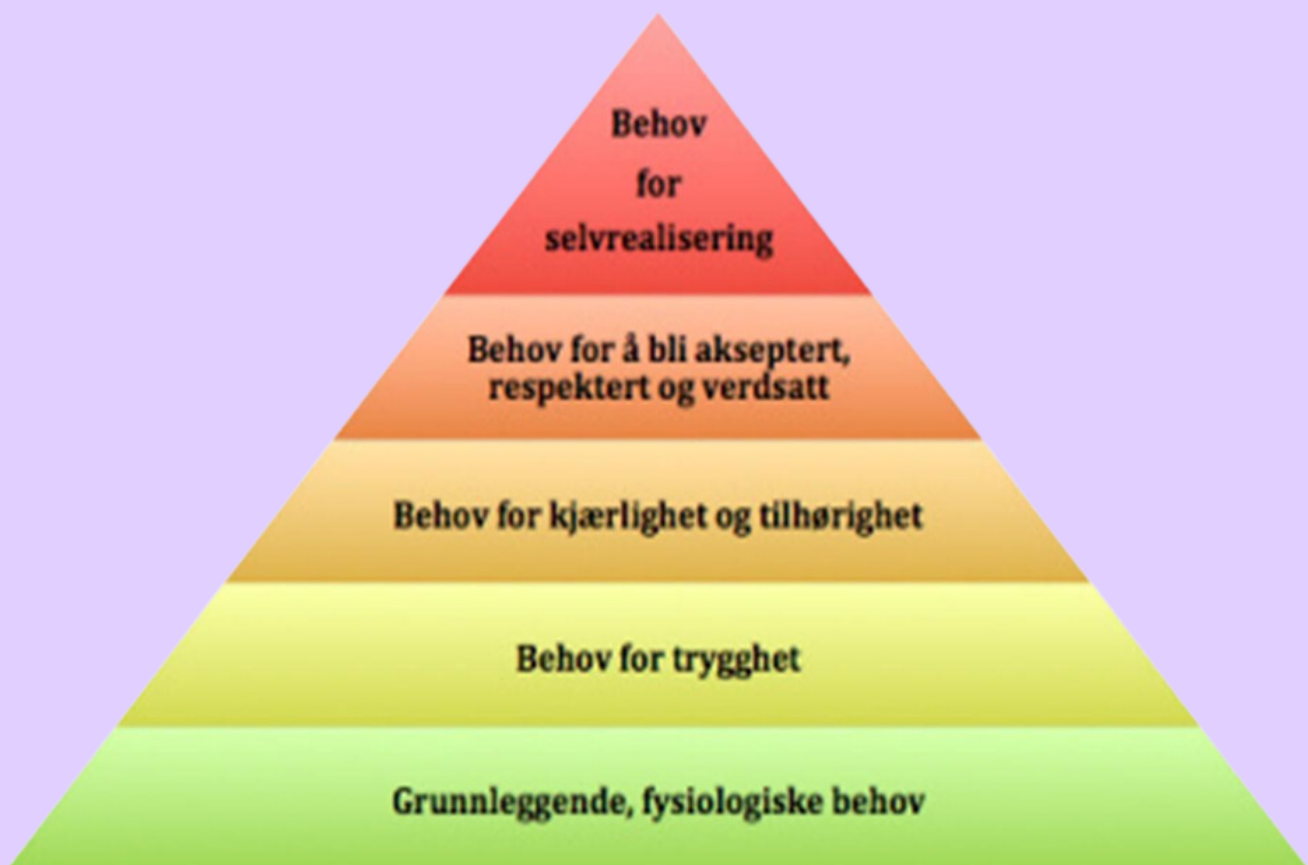 Behov
for
selvrealisering
Behov for å bli akseptert,
respektert og verdsatt
Behov for kjærlighet og tilhørighet
Behov for trygghet
Grunnleggende, fysiologiske behov